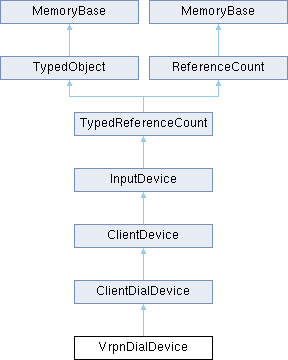 MemoryBase MemoryBase
TypedObject ReferenceCount
TypedReferenceCount
InputDevice
ClientDevice
ClientDialDevice
VrpnDialDevice